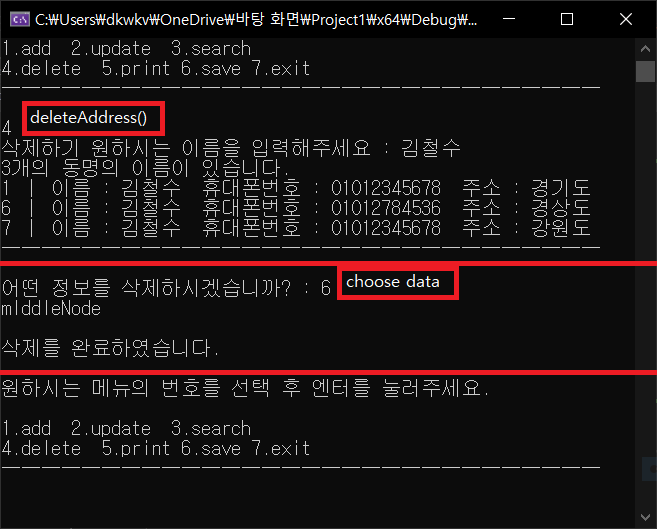 C:₩Users₩dkwkv₩OneDrive₩바탕 화면₩Project1₩x64₩Debug₩...
1.add 2.update 3.search
4.delete 5.print 6.save 7.exit
deleteAddress()
4
삭제하기 원하시는 이름을 입력해주세요 : 김철수
3개의 동명의 이름이 있습니다.
1 | 이름 : 김철수 휴대폰번호 : 01012345678 주소 : 경기도
6 | 이름 : 김철수 휴대폰번호 : 01012784536 주소 : 경상도
7 | 이름 : 김철수 휴대폰번호 : 01012345678 주소 : 강원도
어떤 정보를 삭제하시겠습니까? : 6 choose data
mIddleNode
삭제를 완료하였습니다.
원하시는 메뉴의 번호를 선택 후 엔터를 눌러주세요.
1.add 2.update 3.search
4.delete 5.print 6.save 7.exit